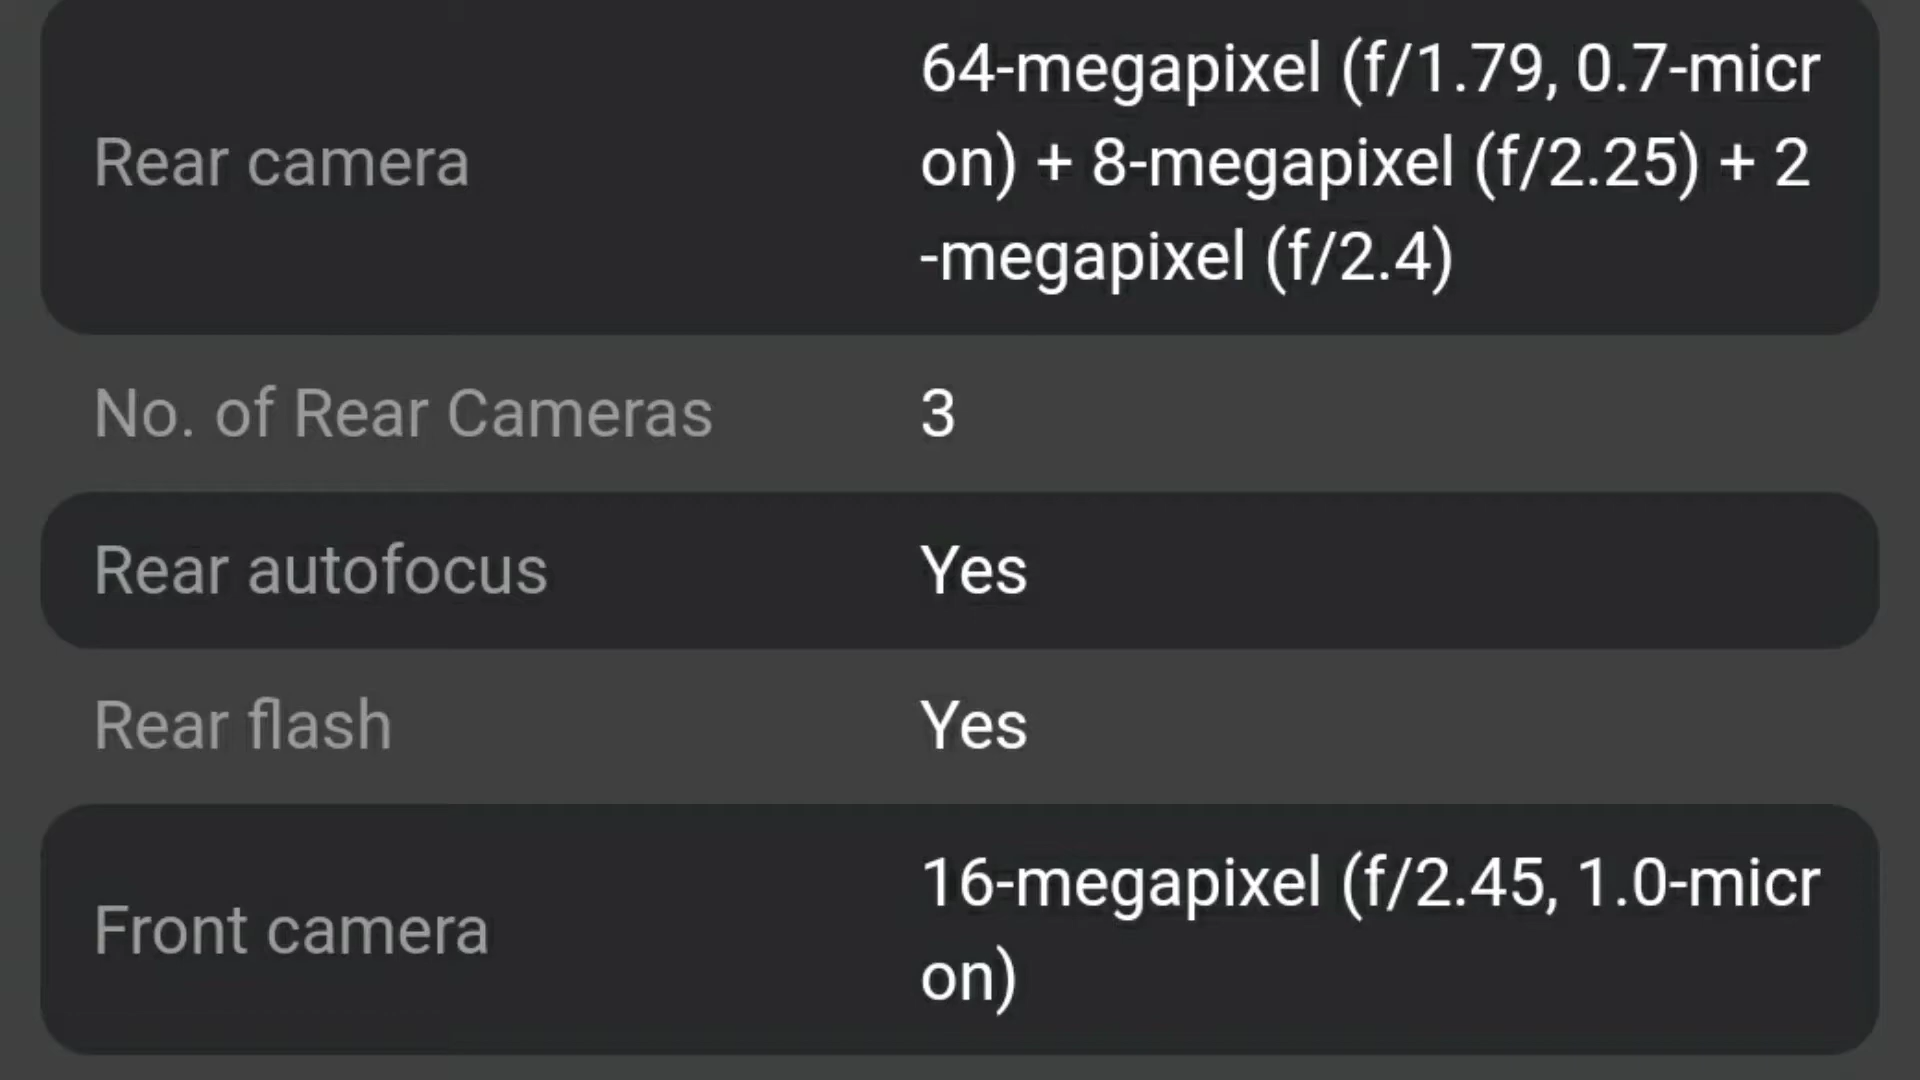 64-megapixel (f/1.79, 0.7-micr
Rear camera
on) + 8-megapixel (f/2.25) + 2
-megapixel (f/2.4)
No. of Rear Cameras 3
Rear autofocus Yes
Rear flash Yes
16-megapixel (f/2.45, 1.0-micr
Front camera
on)